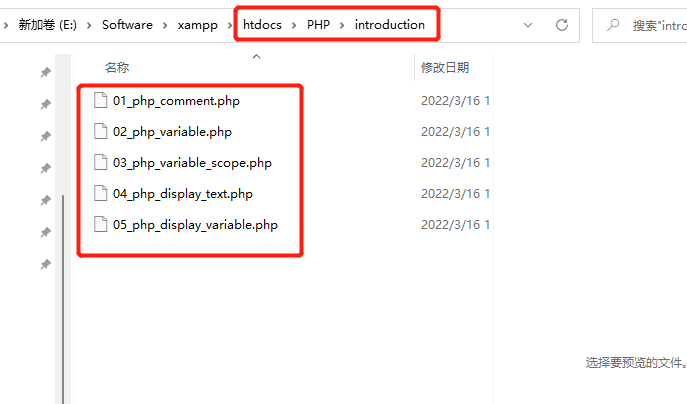 新加卷 (E:) > Software > xampp > htdocs > PHP > introduction 搜索"intro
名称 修改日期
01_php_comment.php 2022/3/16 1
02_php_variable.php 2022/3/16 1
03_php_variable_scope.php 2022/3/16 1
04_php_display_text.php 2022/3/16 1
05_php_display_variable.php 2022/3/16 1
选择要预览的文件。